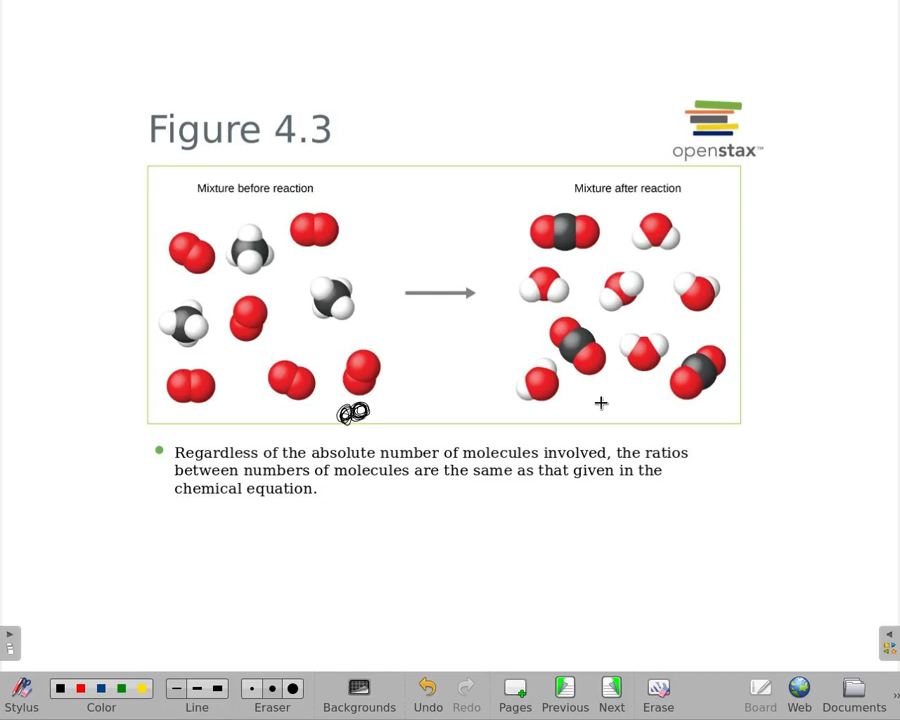 Figure 4.3
openstax™
Mixture before reaction
Mixture after reaction
Regardless of the absolute number of molecules involved, the ratios
between numbers of molecules are the same as that given in the
chemical equation.
Stylus
Color
Line
Eraser
Backgrounds
Undo
Redo
Pages
Previous
Next
Erase
Board
Web
Documents
»